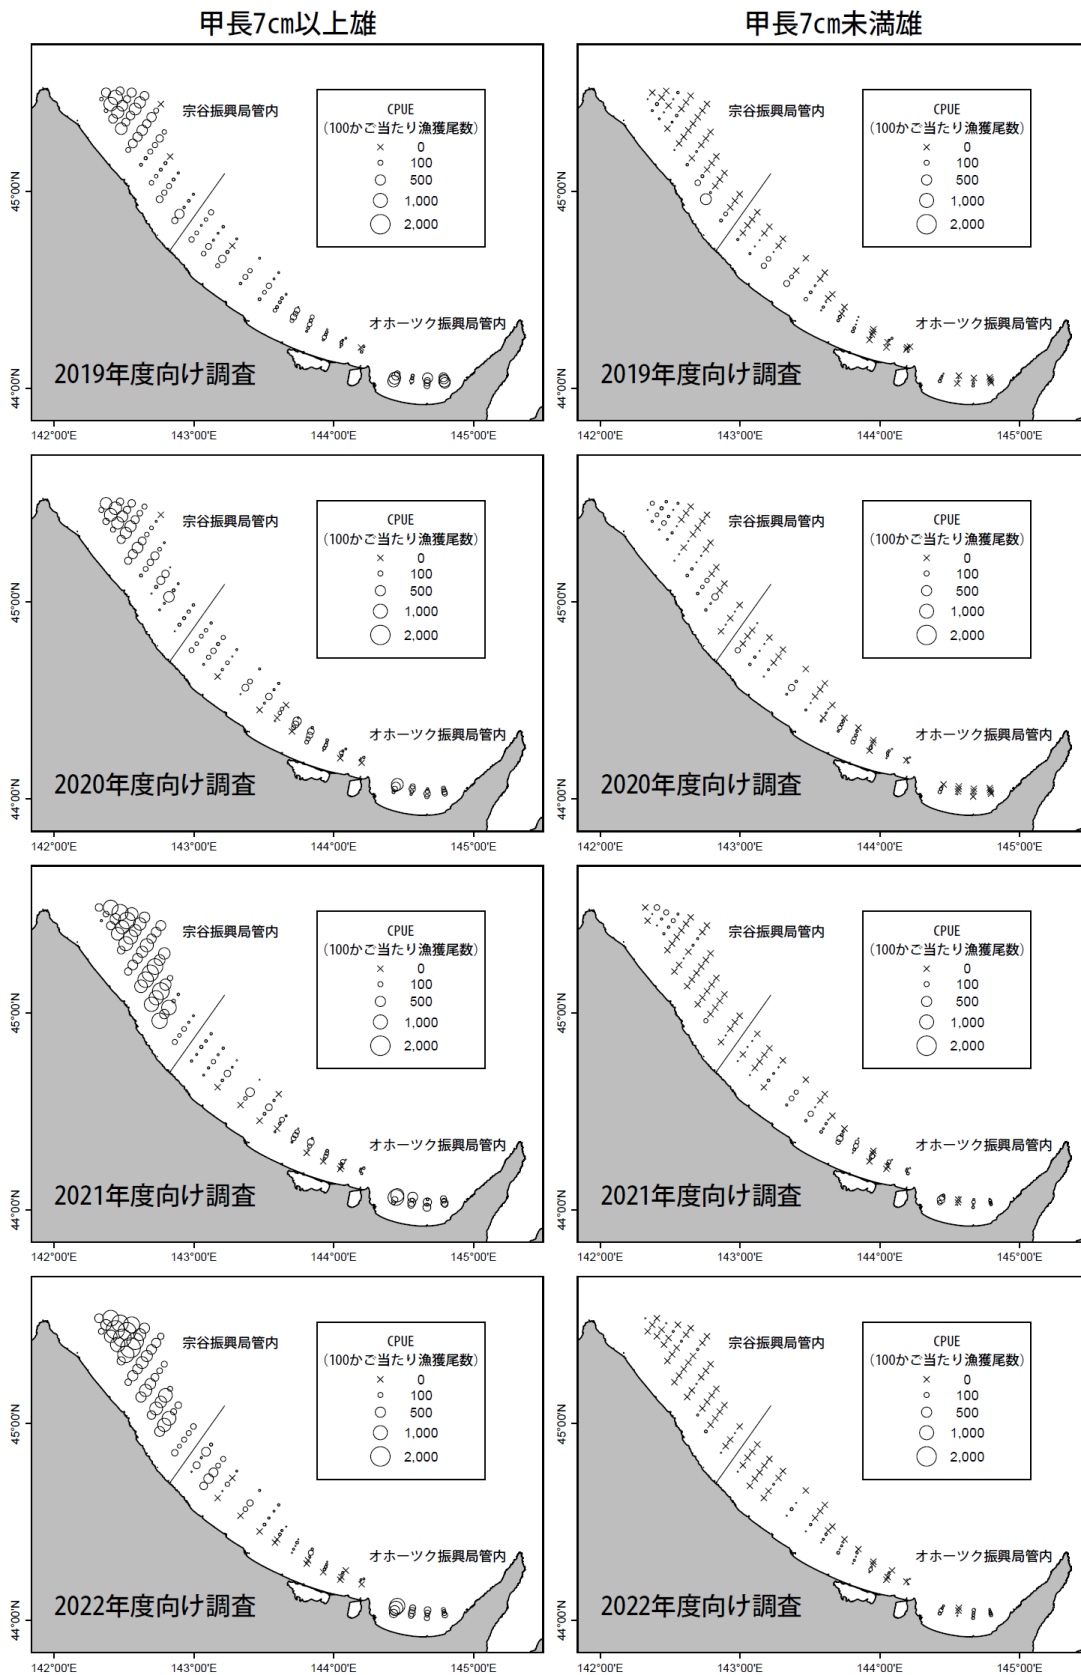 甲長7㎝以上雄
甲長7㎝未満雄
宗谷振興局管内
CPUE
(100かご当たり漁獲尾数)
0
100
500
1,000
2,000
オホーツク振興局管内
2019年度向け調査
45°00'N
44°00'N
142°00'E
143°00'E
144°00'E
145°00'E
宗谷振興局管内
CPUE
(100かご当たり漁獲尾数)
0
100
500
1,000
2,000
オホーツク振興局管内
2019年度向け調査
45°00'N
44°00'N
142°00'E
143°00'E
144°00'E
145°00'E
宗谷振興局管内
CPUE
(100かご当たり漁獲尾数)
0
100
500
1,000
2,000
オホーツク振興局管内
2020年度向け調査
45°00'N
44°00'N
142°00'E
143°00'E
144°00'E
145°00'E
宗谷振興局管内
CPUE
(100かご当たり漁獲尾数)
0
100
500
1,000
2,000
オホーツク振興局管内
2020年度向け調査
45°00'N
44°00'N
142°00'E
143°00'E
144°00'E
145°00'E
宗谷振興局管内
CPUE
(100かご当たり漁獲尾数)
0
100
500
1,000
2,000
オホーツク振興局管内
2021年度向け調査
45°00'N
44°00'N
142°00'E
143°00'E
144°00'E
145°00'E
宗谷振興局管内
CPUE
(100かご当たり漁獲尾数)
0
100
500
1,000
2,000
オホーツク振興局管内
2021年度向け調査
45°00'N
44°00'N
142°00'E
143°00'E
144°00'E
145°00'E
宗谷振興局管内
CPUE
(100かご当たり漁獲尾数)
0
100
500
1,000
2,000
オホーツク振興局管内
2022年度向け調査
45°00'N
44°00'N
142°00'E
143°00'E
144°00'E
145°00'E
宗谷振興局管内
CPUE
(100かご当たり漁獲尾数)
0
100
500
1,000
2,000
オホーツク振興局管内
2022年度向け調査
45°00'N
44°00'N
142°00'E
143°00'E
144°00'E
145°00'E